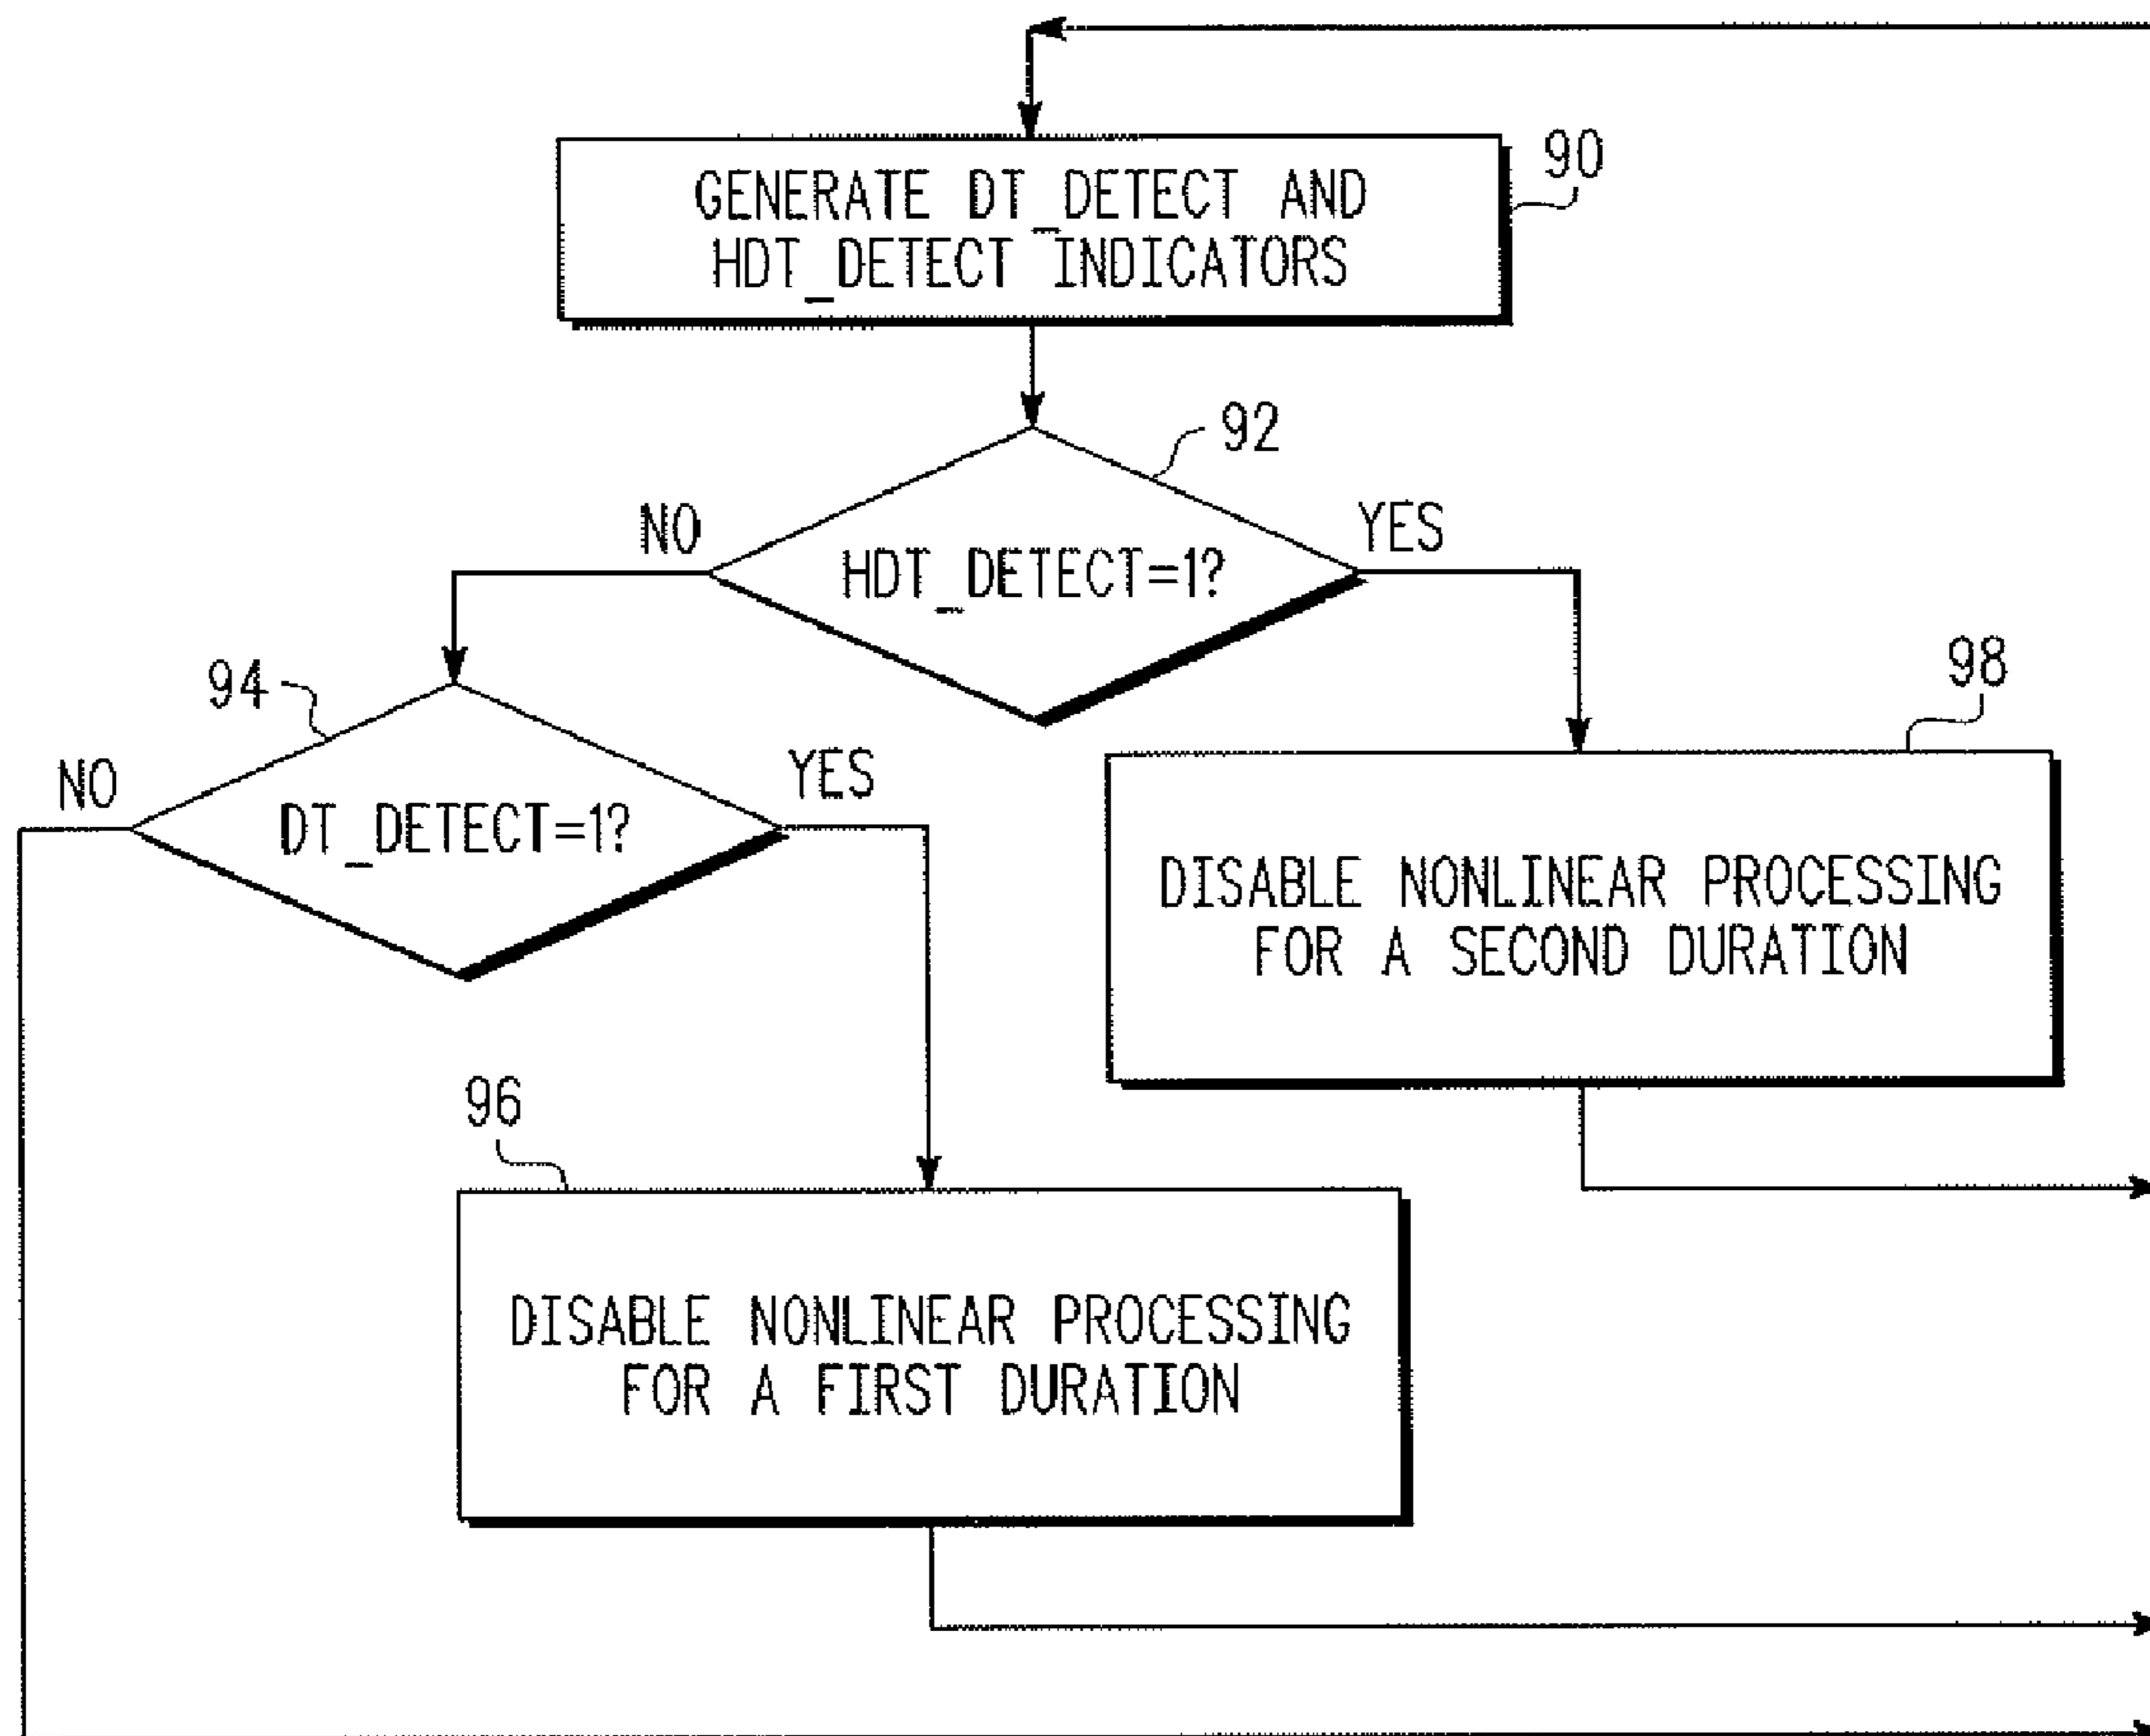 90
GENERATE DT_DETECT AND
HDT_DETECT INDICATORS
92
NO
YES
HDT_DETECT=1?
94
98
NO
YES
DT_DETECT=1?
DISABLE NONLINEAR PROCESSING
FOR A SECOND DURATION
96
DISABLE NONLINEAR PROCESSING
FOR A FIRST DURATION